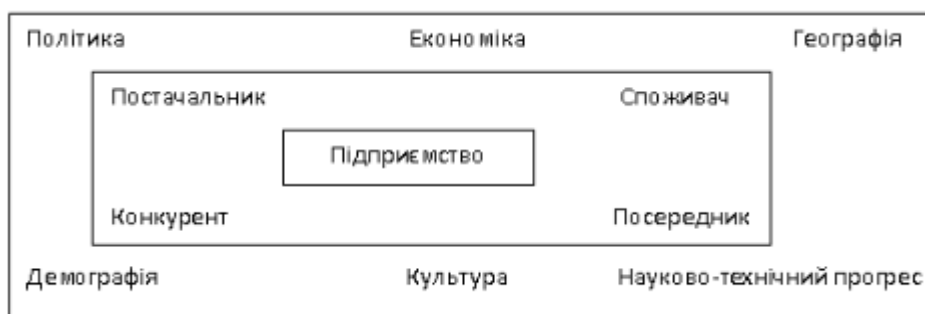 Політика Економіка Географія
Постачальник Споживач
Підприємство
Конкурент Посередник
Демографія Культура Науково-технічний прогрес